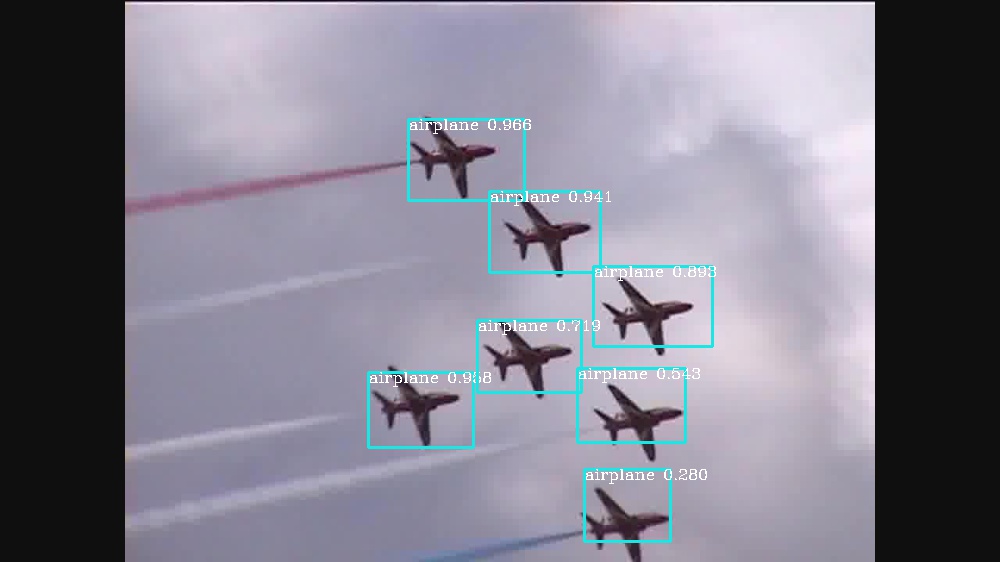 airplane 0.966
airplane 0.941
airplane 0.893
airplane 0.719
airplane 0.543
airplane 0.958
airplane 0.280